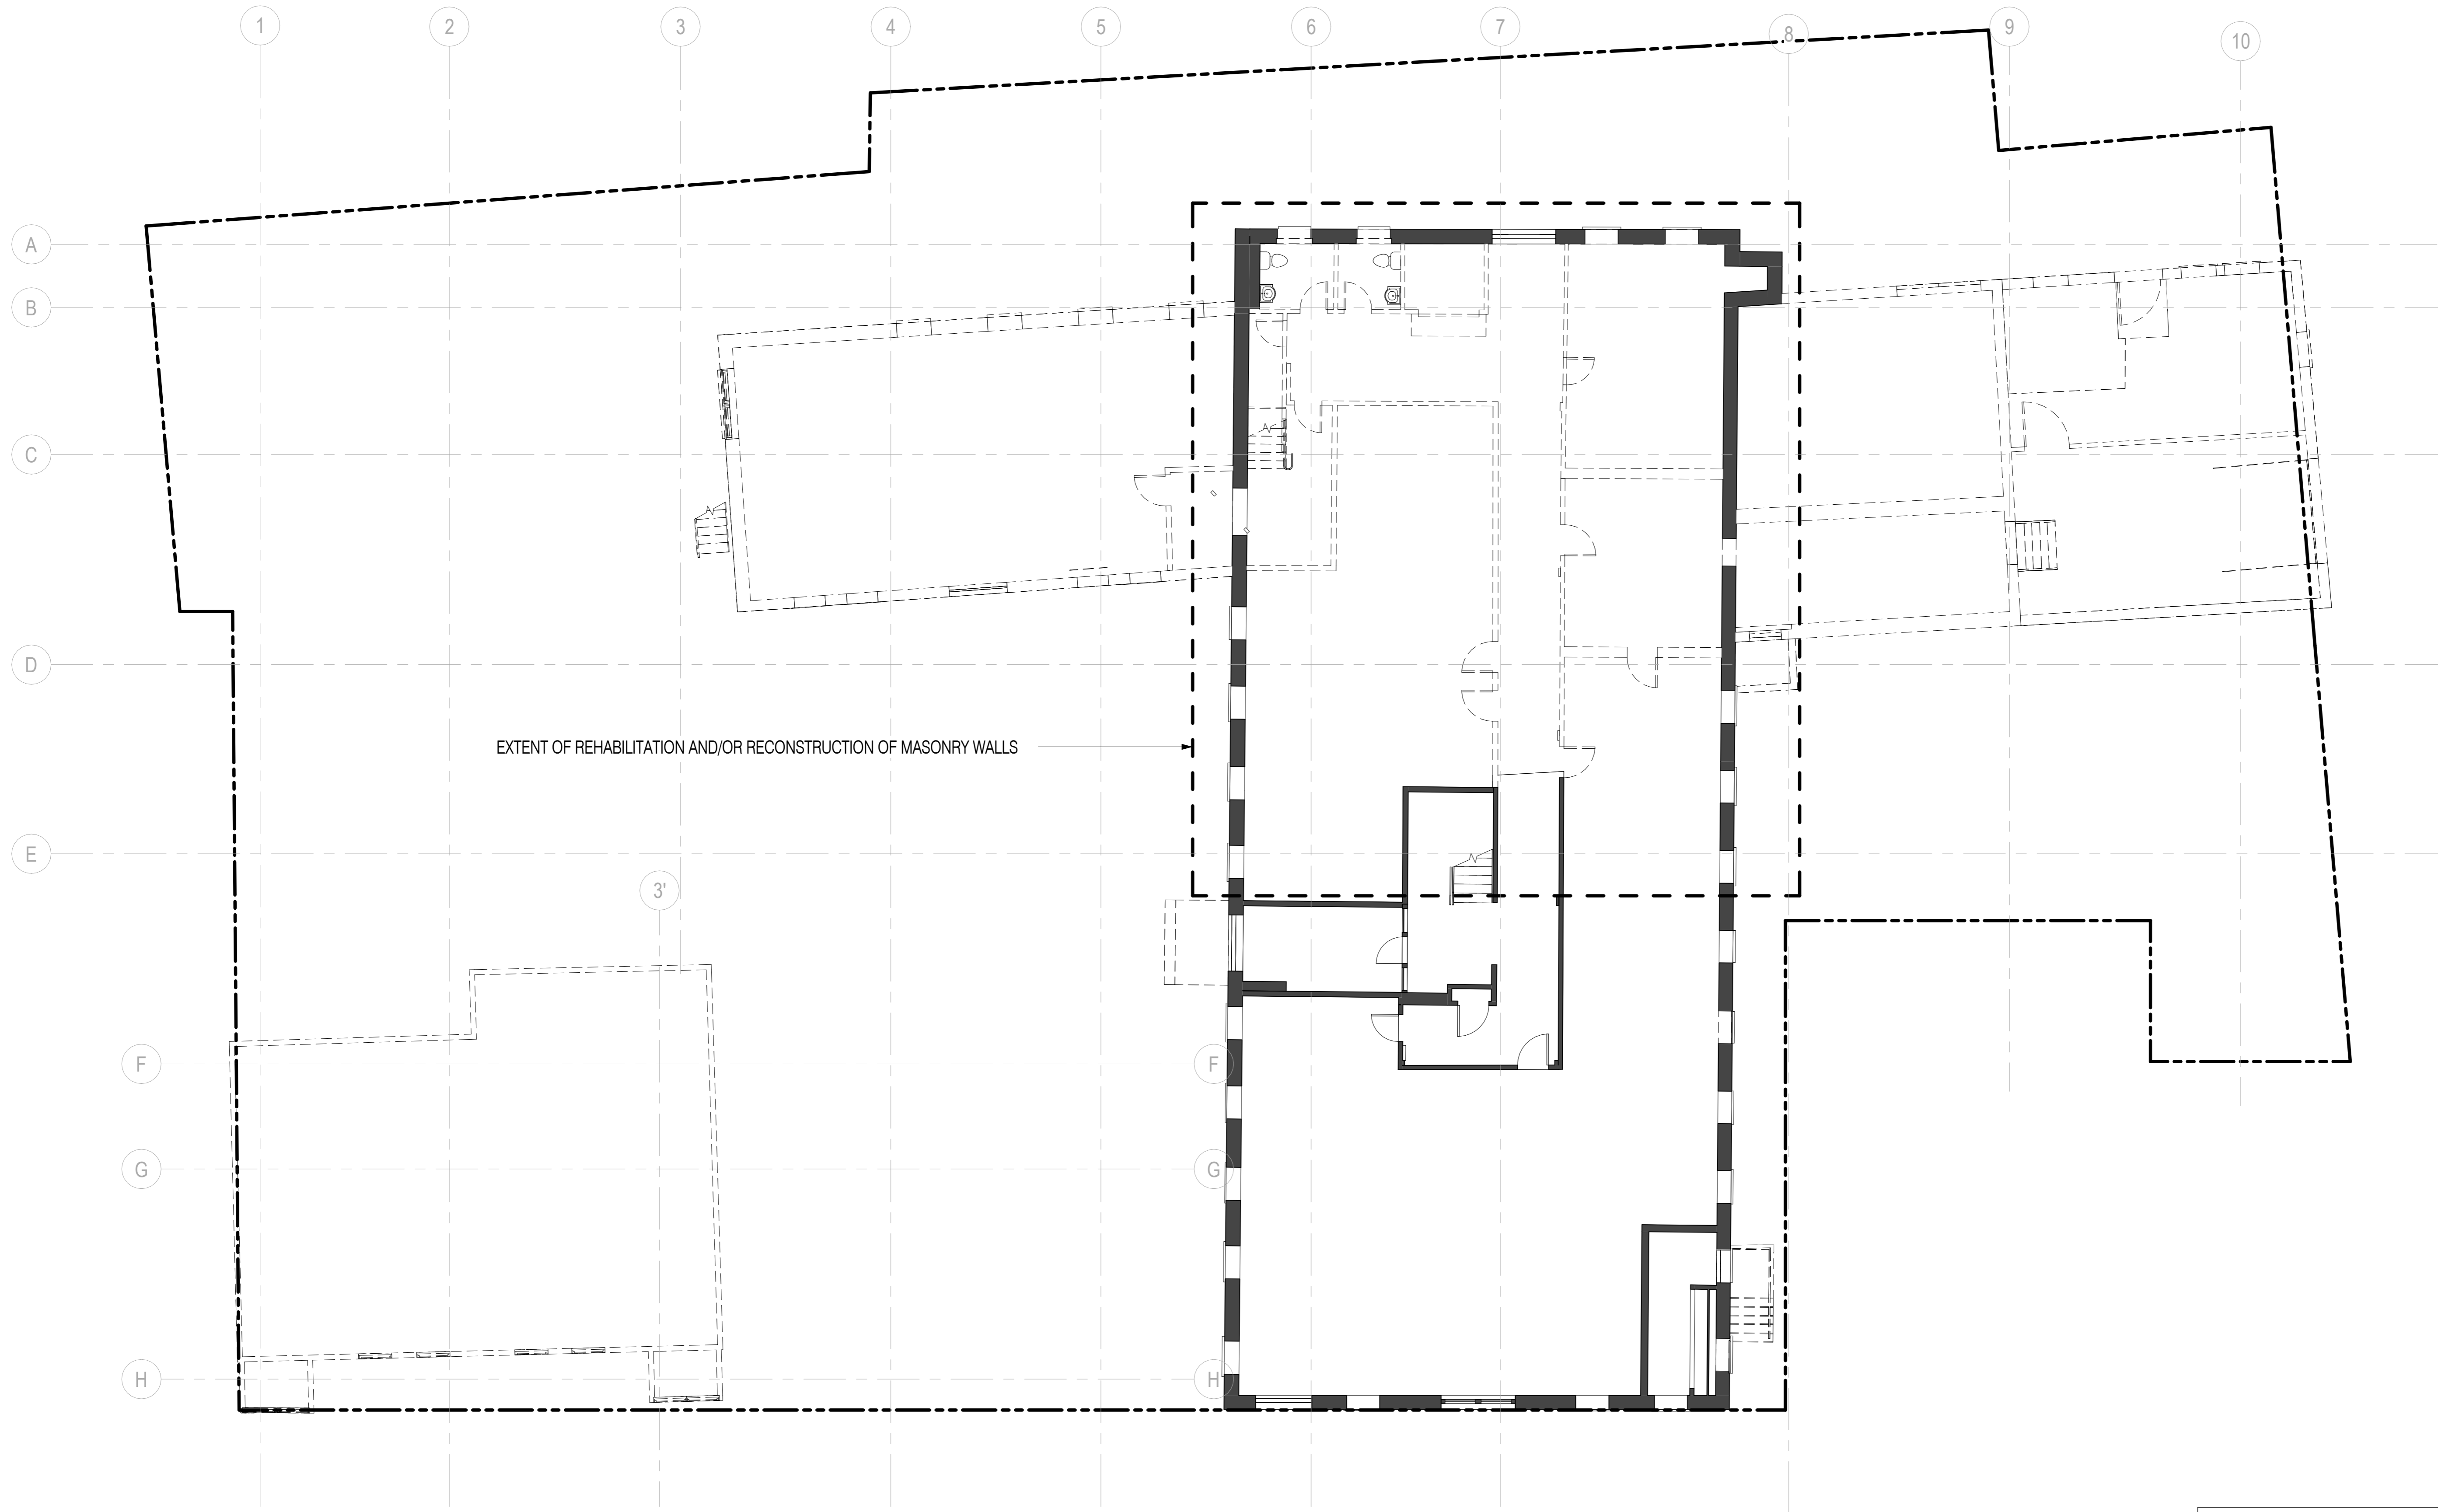 1
2
3
4
5
6
7
8
9
10
A
B
C
D
EXTENT OF REHABILITATION AND/OR RECONSTRUCTION OF MASONRY WALLS
E
3'
F
F
G
G
H
H